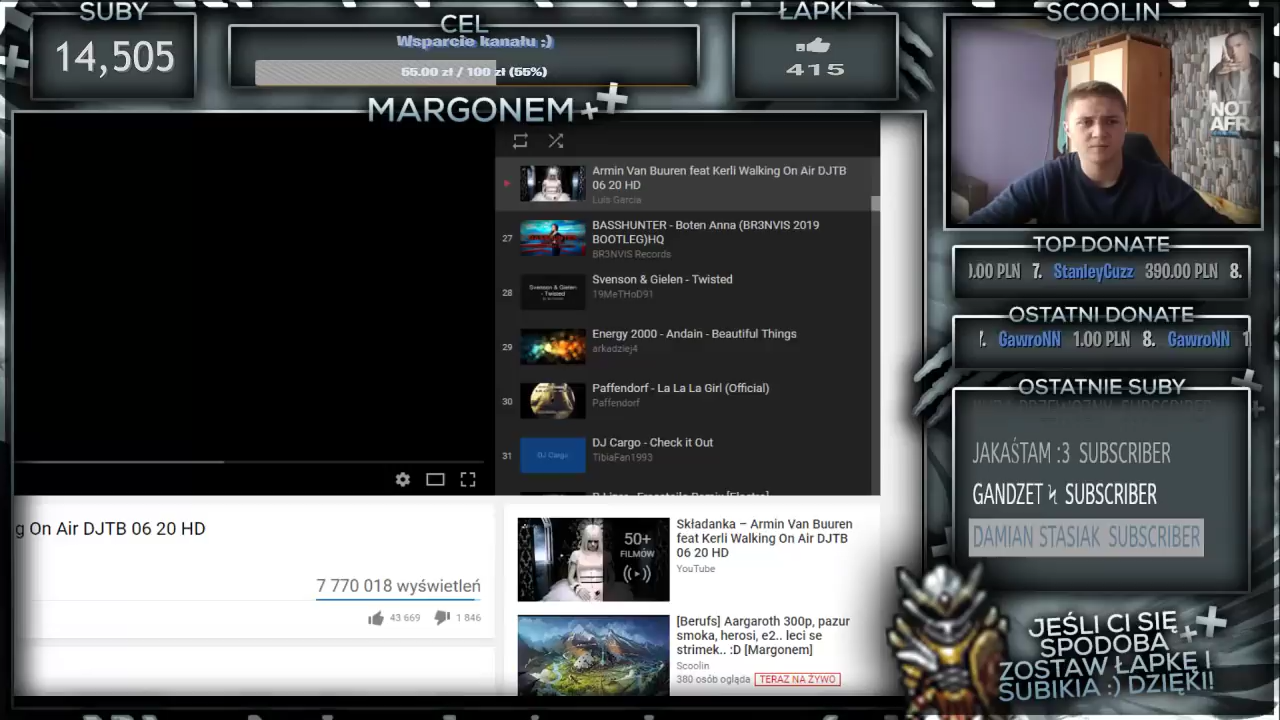 SUBY
14,505
CEL
Wsparcie kanału ;)
55.00 zł / 100 zł (55%)
ŁAPKI
415
SCOOLIN
MARGONEM
NOT
AFR
Armin Van Buuren feat Kerli Walking On Air DJTB
06 20 HD
Luis Garcia
27
BASSHUNTER - Boten Anna (BR3NVIS 2019
BOOTLEG)HQ
BR3NVIS Records
28
Svenson & Gielen - Twisted
19MeTHoD91
29
Energy 2000 - Andain - Beautiful Things
arkadziej4
30
Paffendorf - La La La Girl (Official)
Paffendorf
31
DJ Cargo
DJ Cargo - Check it Out
TibiaFan1993
g On Air DJTB 06 20 HD
7 770 018 wyświetleń
43 669 1 846
50+
FILMÓW
Składanka – Armin Van Buuren
feat Kerli Walking On Air DJTB
06 20 HD
YouTube
[Berufs] Aargaroth 300p, pazur
smoka, herosi, e2.. leci se
strimek.. :D [Margonem]
Scoolin
380 osób ogląda TERAZ NA ŻYWO
TOP DONATE
0.00 PLN 7. StanleyCuzz 390.00 PLN 8.
OSTATNI DONATE
GawroNN 1.00 PLN 8. GawroNN 1
OSTATNIE SUBY
JAKAŚTAM :3 SUBSCRIBER
GANDZET SUBSCRIBER
DAMIAN STASIAK SUBSCRIBER
JEŚLI CI SIĘ
SPODOBA
ZOSTAW ŁAPKĘ I
SUBIKIA :) DZIĘKI!